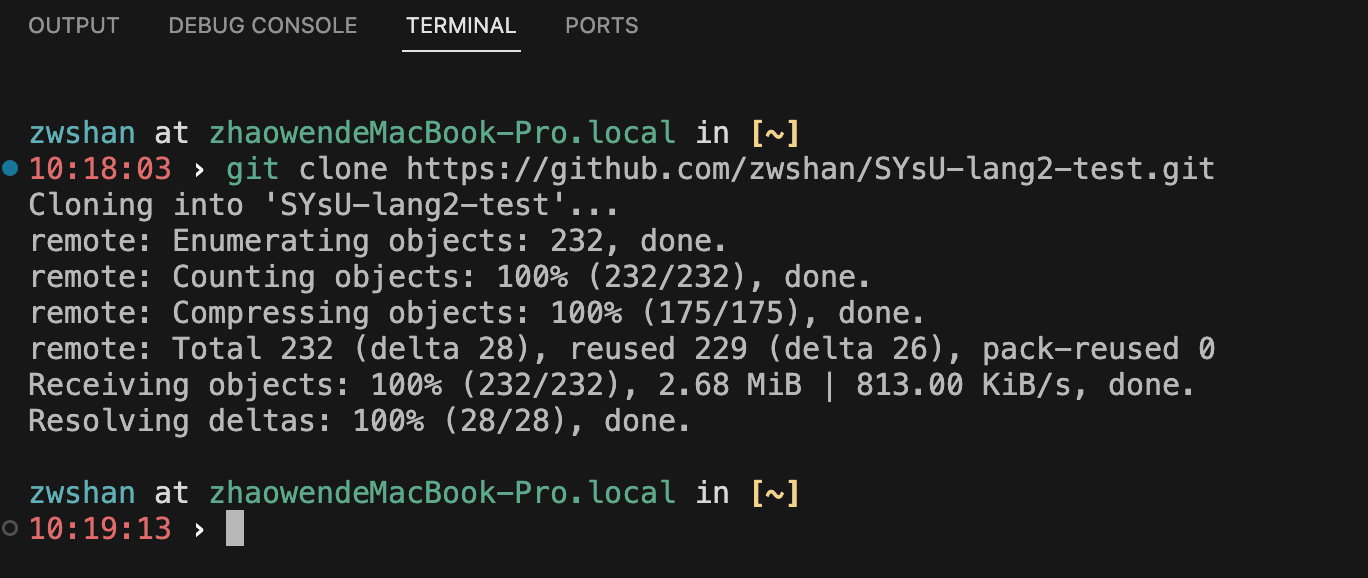 OUTPUT DEBUG CONSOLE TERMINAL PORTS
zwshan at zhaowendeMacBook-Pro.local in [~]
10:18:03 › git clone https://github.com/zwshan/SYsU-lang2-test.git
Cloning into 'SYsU-lang2-test'...
remote: Enumerating objects: 232, done.
remote: Counting objects: 100% (232/232), done.
remote: Compressing objects: 100% (175/175), done.
remote: Total 232 (delta 28), reused 229 (delta 26), pack-reused 0
Receiving objects: 100% (232/232), 2.68 MiB | 813.00 KiB/s, done.
Resolving deltas: 100% (28/28), done.
zwshan at zhaowendeMacBook-Pro.local in [~]
10:19:13 ›